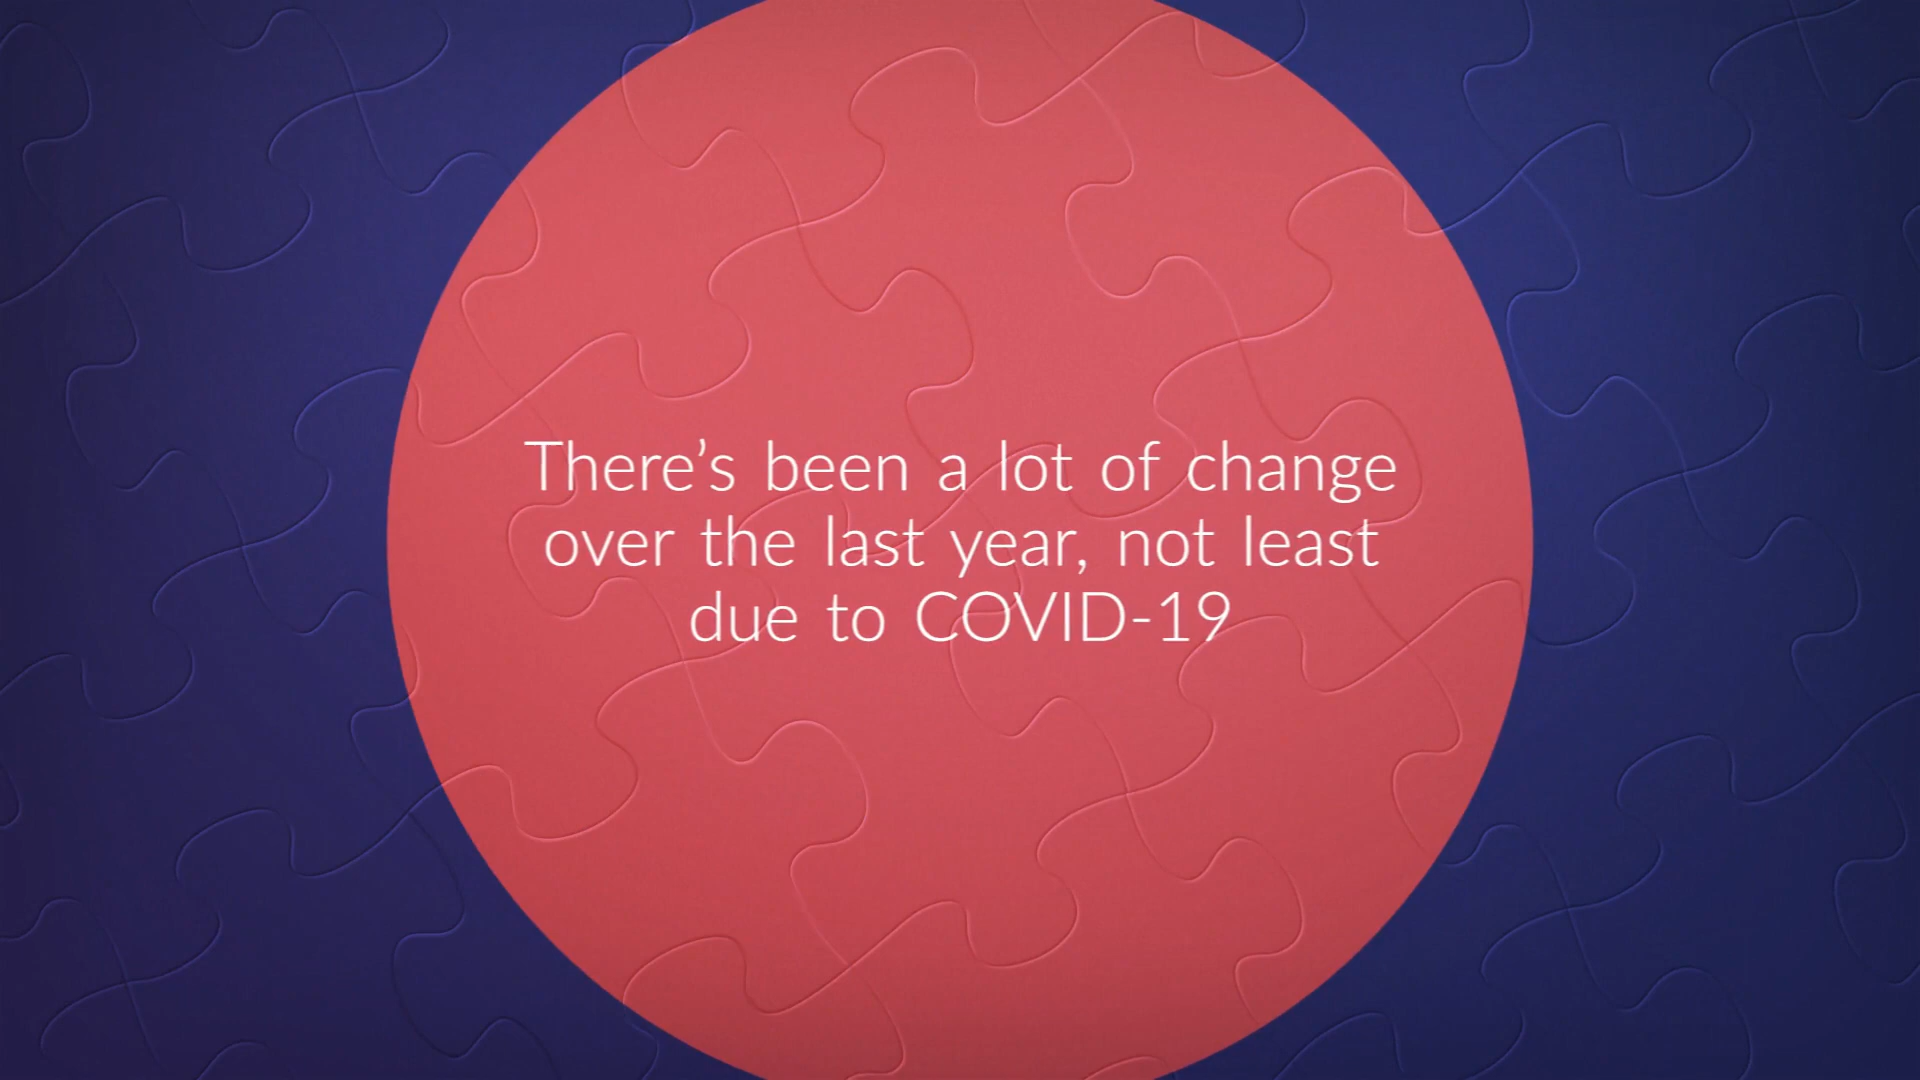 There’s been a lot of change
over the last year, not least
due to COVID-19